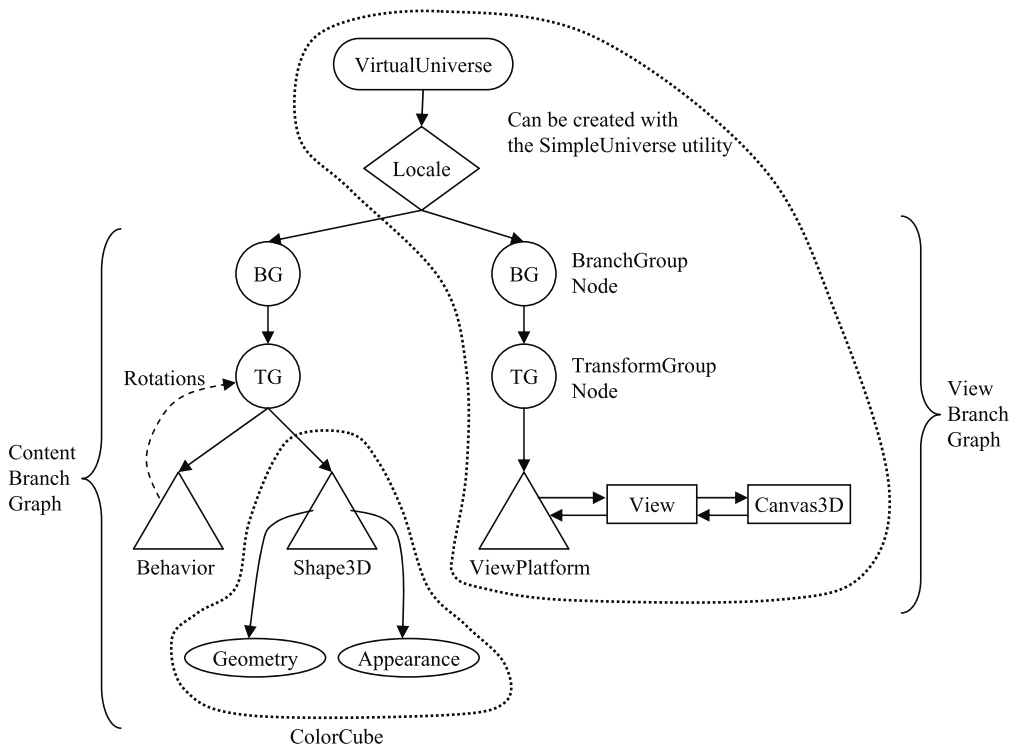 VirtualUniverse
Can be created with
the SimpleUniverse utility
Locale
BG
BG
BranchGroup
Node
Rotations
TG
TG
TransformGroup
Node
View
Branch
Graph
Content
Branch
Graph
View
Canvas3D
Behavior
Shape3D
ViewPlatform
Geometry
Appearance
ColorCube